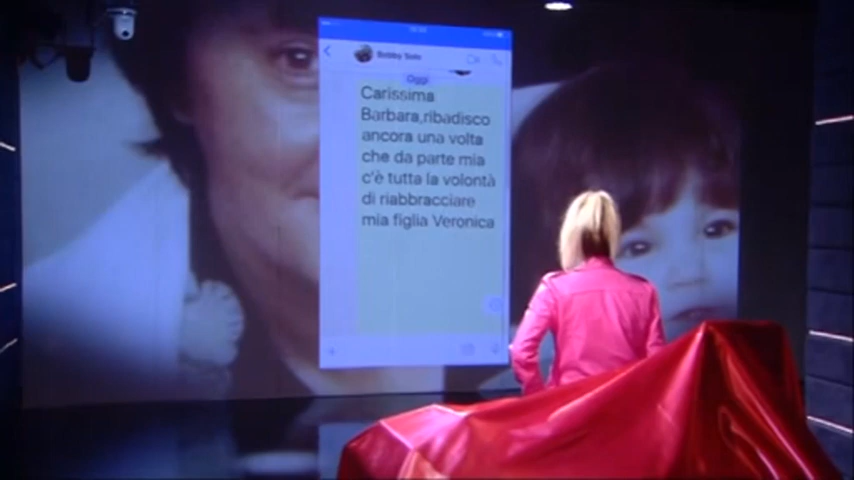 Bobby Solo
Oggi
Carissima
Barbara,ribadisco
ancora una volta
che da parte mia
c'è tutta la volontà
di riabbracciare
mia figlia Veronica